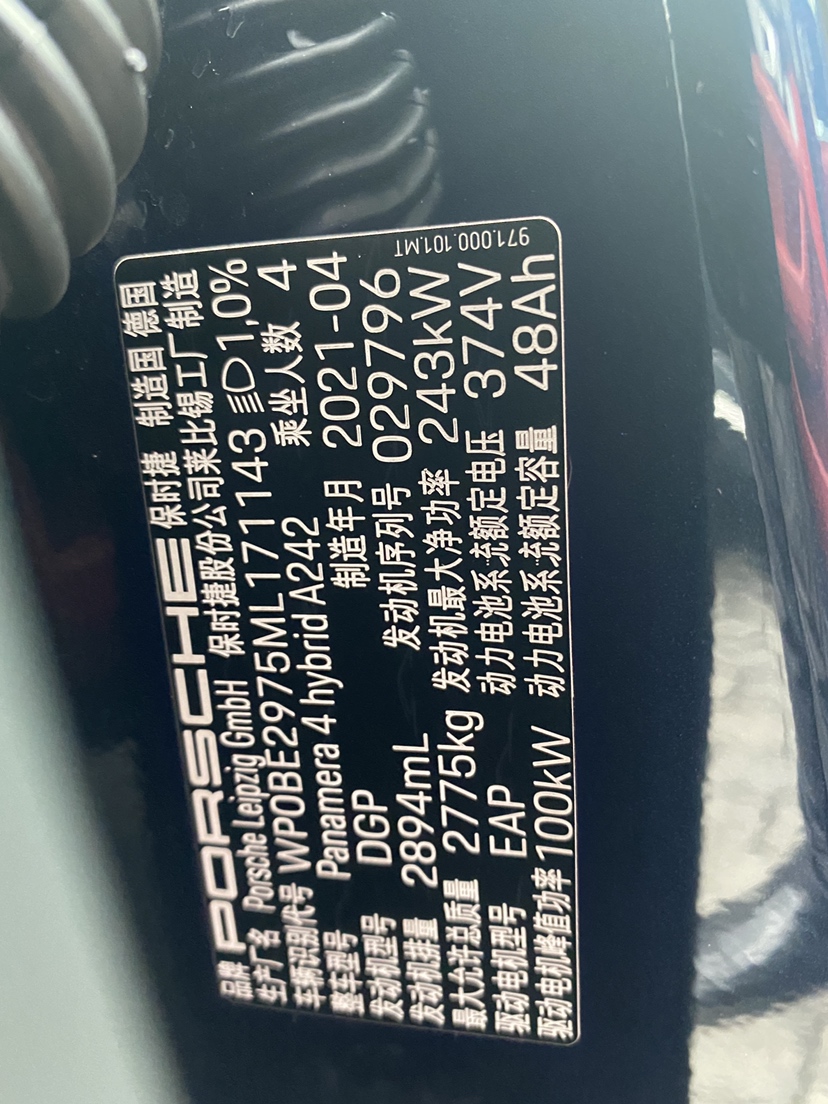 品牌 PORSCHE 保时捷 制造国 德国
生产厂名 Porsche Leipzig GmbH 保时捷股份公司莱比锡工厂 制造
车辆识别代号 WP0BE2975ML171143 1,0%
整车型号 Panamera 4 hybrid A242 乘坐人数 4
发动机型号 DGP 制造年月 2021-04
发动机排量 2894mL 发动机序列号 029796
最大允许总质量 2775kg 发动机最大净功率 243kW
驱动电机型号 EAP 动力电池系统额定电压 374V
驱动电机峰值功率 100kW 动力电池系统额定容量 48Ah
971.000.101.MT